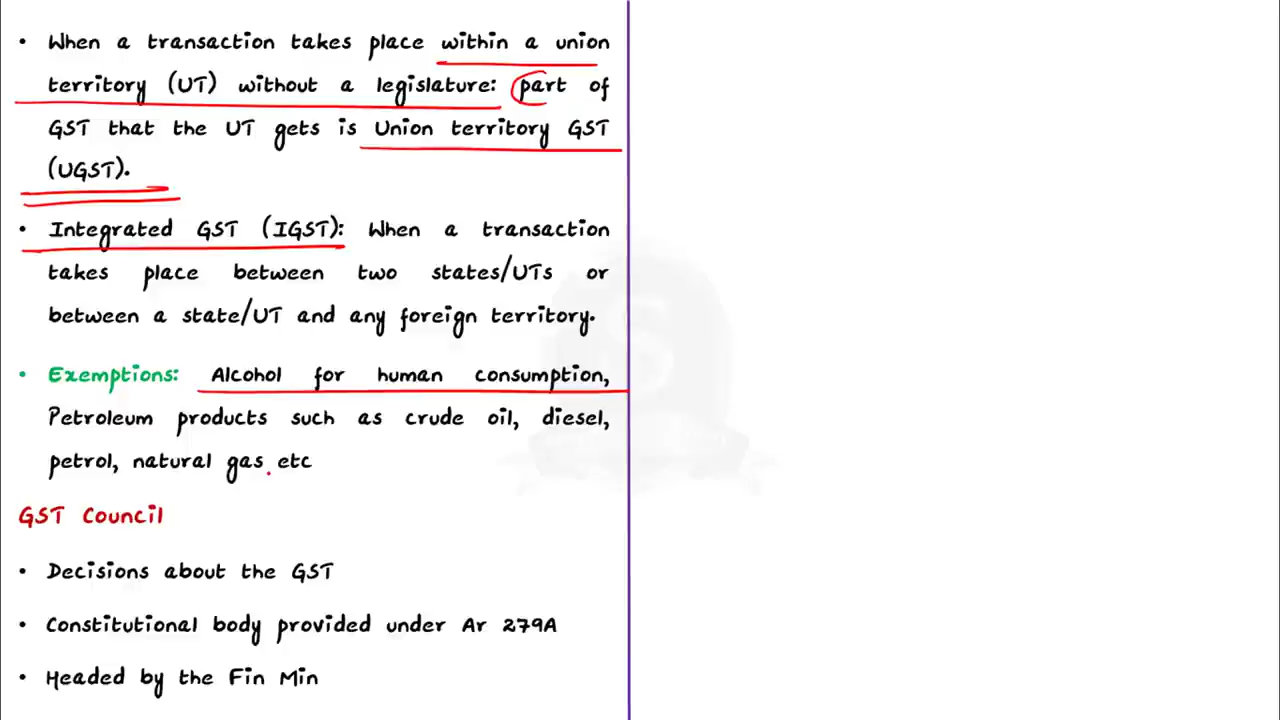 • When a transaction takes place within a union
territory (UT) without a legislature: part of
GST that the UT gets is Union territory GST
(UGST).
• Integrated GST (IGST): When a transaction
takes place between two states/UTs or
between a state/UT and any foreign territory.
• Exemptions: Alcohol for human consumption,
Petroleum products such as crude oil, diesel,
petrol, natural gas etc
GST Council
• Decisions about the GST
• Constitutional body provided under Ar 279A
• Headed by the Fin Min